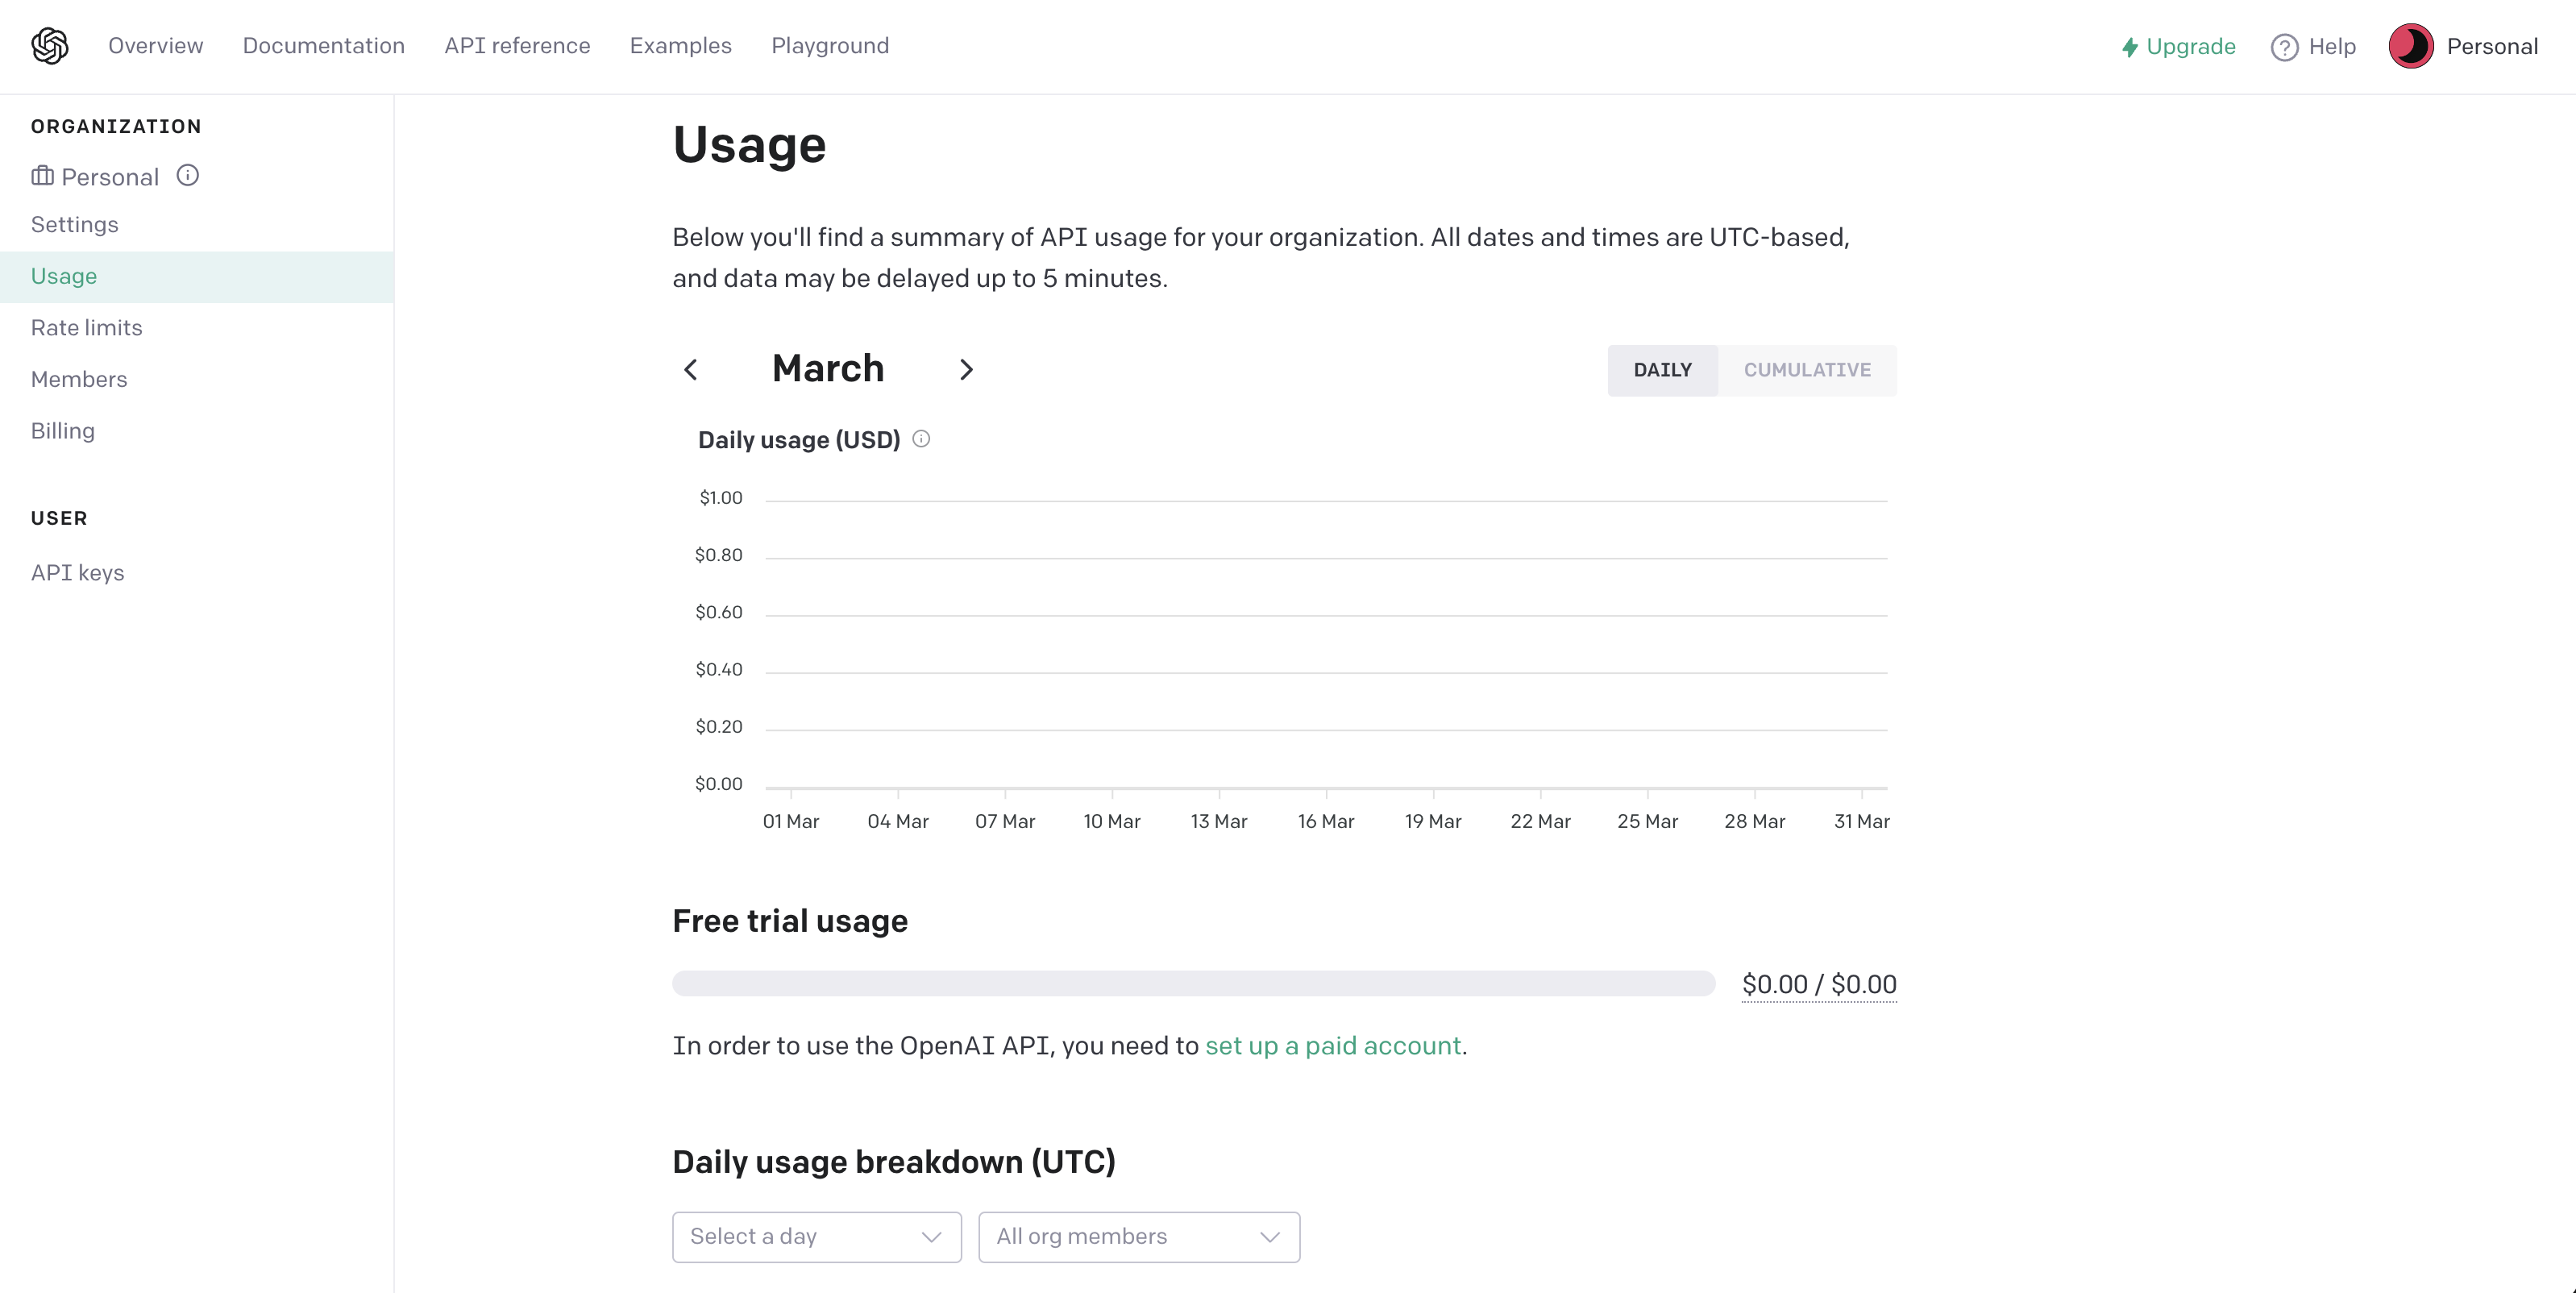 Overview Documentation API reference Examples Playground Upgrade Help Personal
ORGANIZATION
Personal
Settings
Usage
Rate limits
Members
Billing
USER
API keys
Usage
Below you'll find a summary of API usage for your organization. All dates and times are UTC-based,
and data may be delayed up to 5 minutes.
March
DAILY CUMULATIVE
Daily usage (USD)
$1.00
$0.80
$0.60
$0.40
$0.20
$0.00
01 Mar 04 Mar 07 Mar 10 Mar 13 Mar 16 Mar 19 Mar 22 Mar 25 Mar 28 Mar 31 Mar
Free trial usage
$0.00 / $0.00
In order to use the OpenAI API, you need to set up a paid account.
Daily usage breakdown (UTC)
Select a day All org members